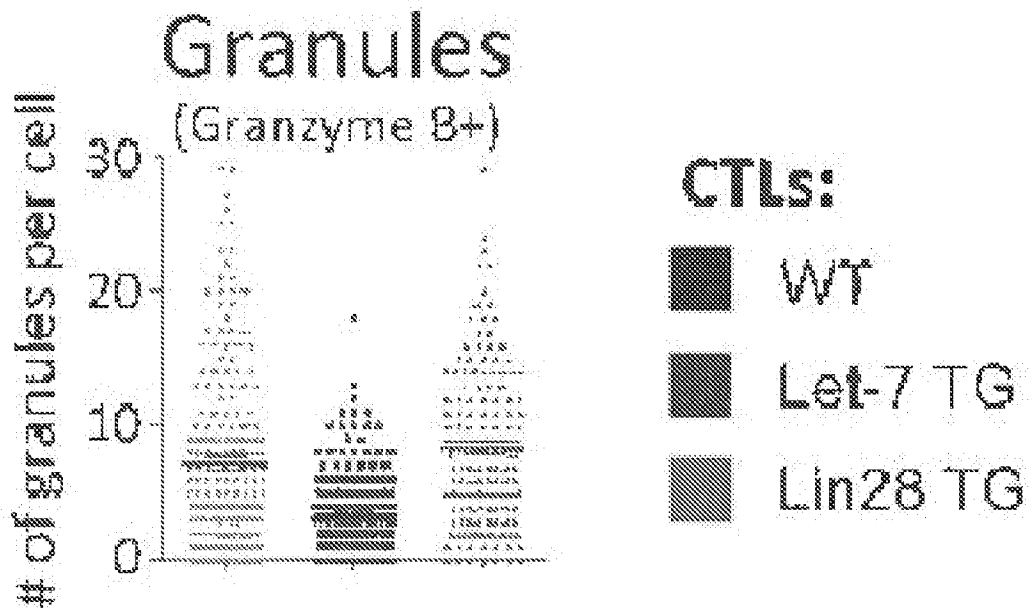 Granules
(Granzyme B+)
# of granules per cell
30
20
10
0
CTLs:
WT
Let-7 TG
Lin28 TG